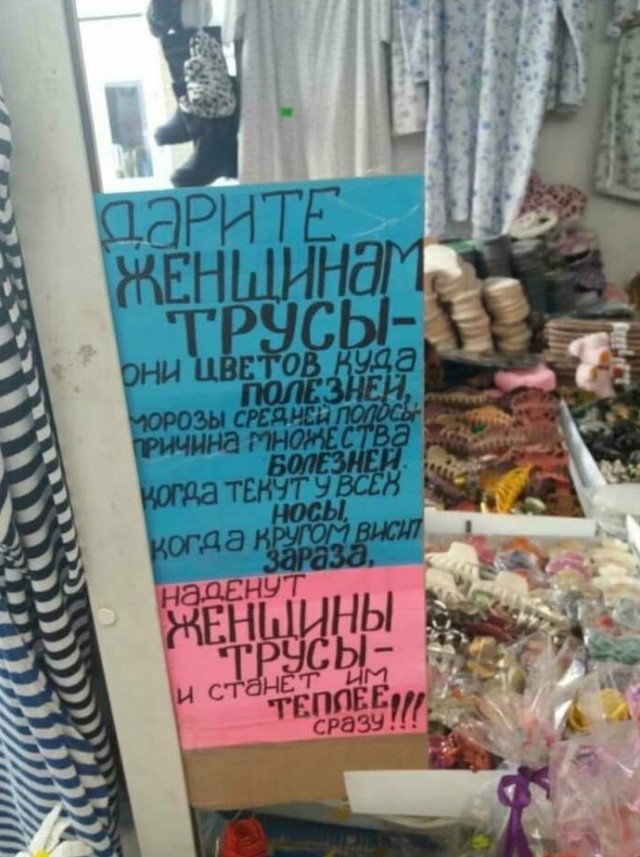 ДАРИТЕ
ЖЕНЩИНАМ
ТРУСЫ-
ОНИ ЦВЕТОВ КУДА
ПОЛЕЗНЕЙ,
МОРОЗЫ СРЕДНЕЙ ПОЛОСЫ
ПРИЧИНА МНОЖЕСТВА
БОЛЕЗНЕЙ.
КОГДА ТЕКУТ У ВСЕХ
НОСЫ,
КОГДА КРУГОМ ВИСИТ
ЗАРАЗА,
НАДЕНУТ
ЖЕНЩИНЫ
ТРУСЫ-
И СТАНЕТ ИМ
ТЕПЛЕЕ
СРАЗУ!!!